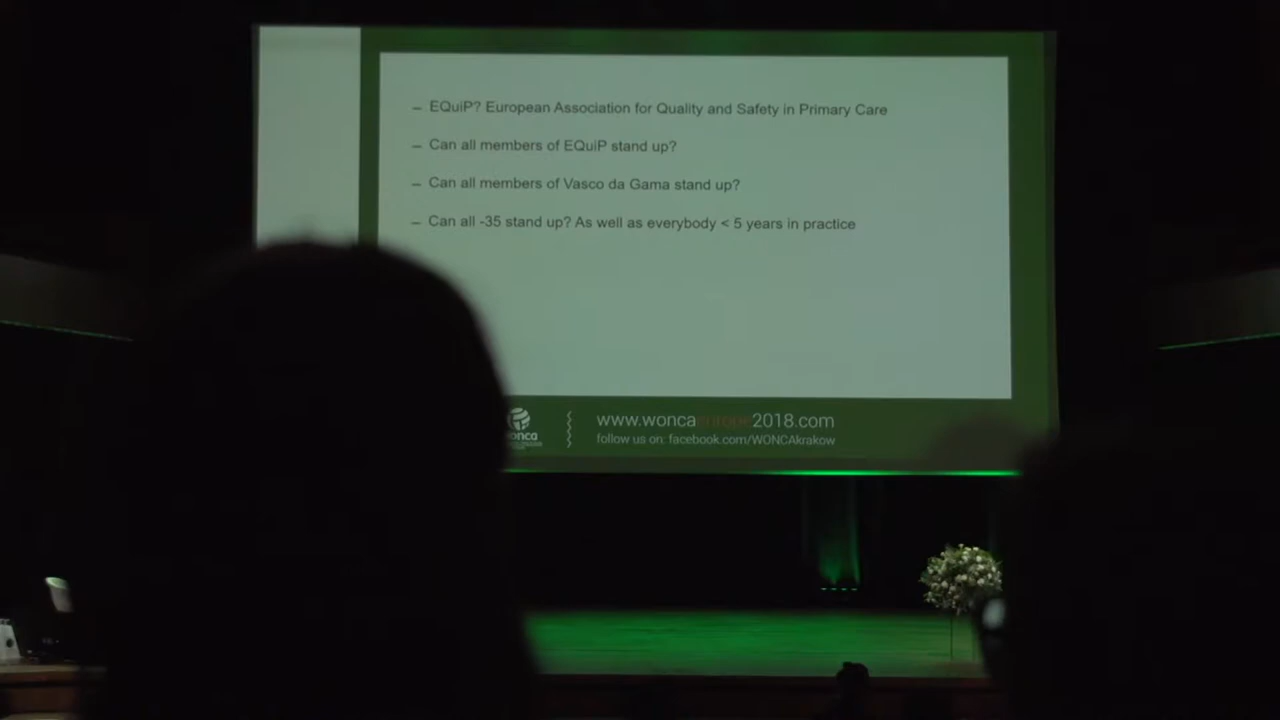 – EQuiP? European Association for Quality and Safety in Primary Care
– Can all members of EQuiP stand up?
– Can all members of Vasco da Gama stand up?
– Can all -35 stand up? As well as everybody < 5 years in practice
wonca
www.woncaeurope2018.com
follow us on: facebook.com/WONCAkrakow